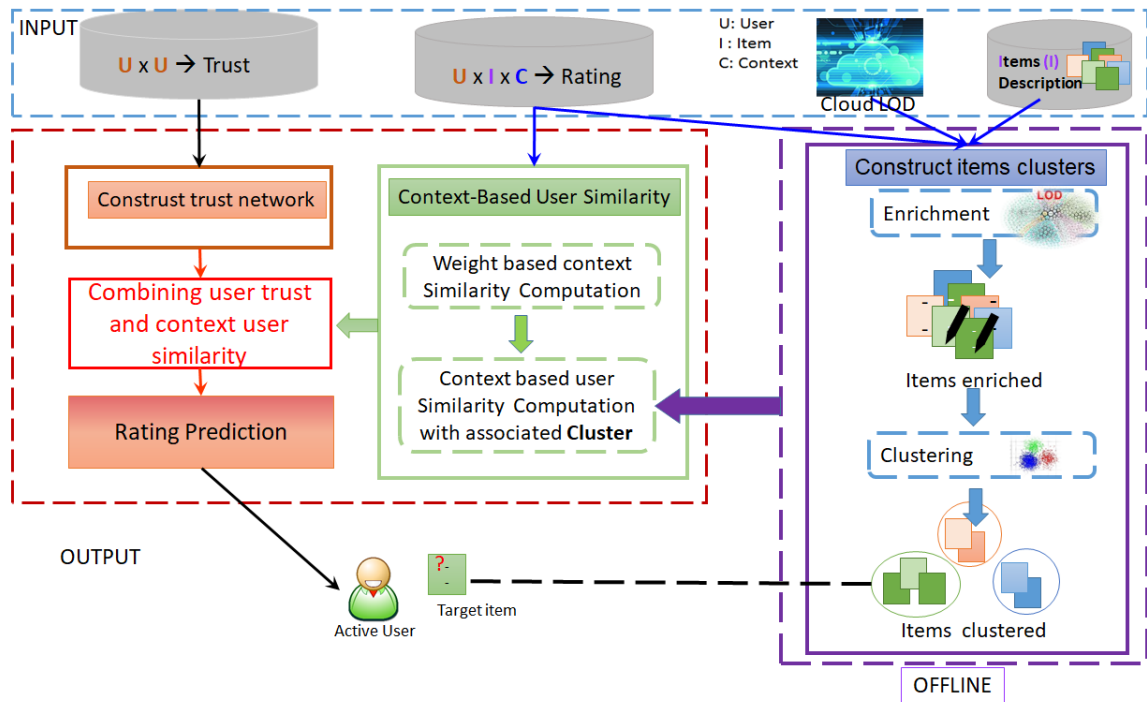 INPUT
U x U → Trust
U x I x C → Rating
U: User
I : Item
C: Context
Cloud LOD
Items (I)
Description
Construst trust network
Combining user trust
and context user
similarity
Rating Prediction
Context-Based User Similarity
Weight based context
Similarity Computation
Context based user
Similarity Computation
with associated Cluster
Construct items clusters
Enrichment
LOD
Items enriched
Clustering
Items clustered
OUTPUT
Active User
?-
-
Target item
OFFLINE